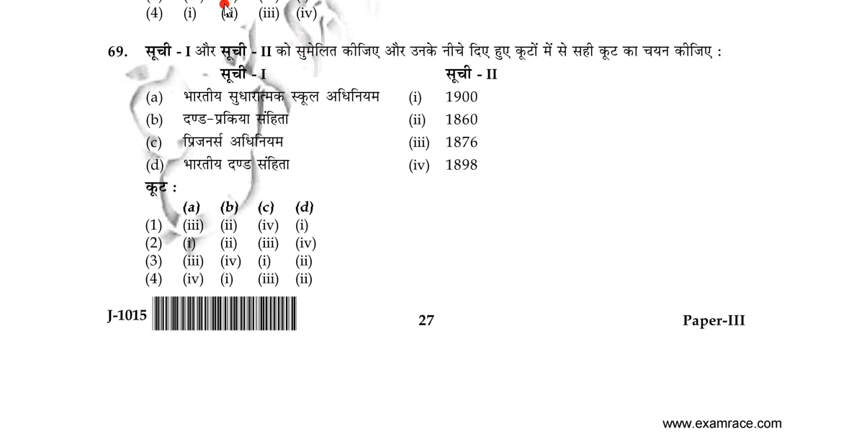 (4) (i) (ii) (iii) (iv)
69. सूची - I और सूची - II को सुमेलित कीजिए और उनके नीचे दिए हुए कूटों में से सही कूट का चयन कीजिए :
सूची - I सूची - II
(a) भारतीय सुधारात्मक स्कूल अधिनियम (i) 1900
(b) दण्ड-प्रकिया संहिता (ii) 1860
(c) प्रिजनर्स अधिनियम (iii) 1876
(d) भारतीय दण्ड संहिता (iv) 1898
कूट :
(a) (b) (c) (d)
(1) (iii) (ii) (iv) (i)
(2) (i) (ii) (iii) (iv)
(3) (iii) (iv) (i) (ii)
(4) (iv) (i) (iii) (ii)
J-1015 27 Paper-III
www.examrace.com